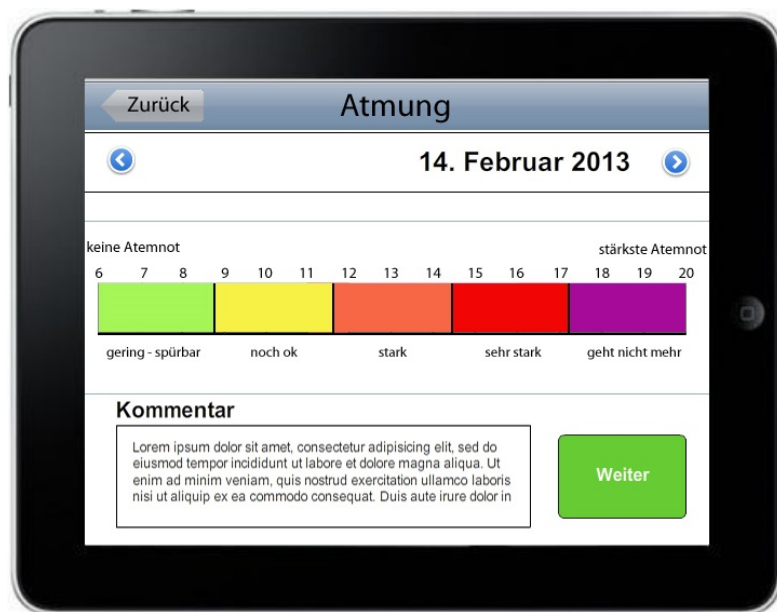 Zurück
Atmung
14. Februar 2013
keine Atemnot
stärkste Atemnot
6 7 8 9 10 11 12 13 14 15 16 17 18 19 20
gering - spürbar noch ok stark sehr stark geht nicht mehr
Kommentar
Lorem ipsum dolor sit amet, consectetur adipisicing elit, sed do
eiusmod tempor incididunt ut labore et dolore magna aliqua. Ut
enim ad minim veniam, quis nostrud exercitation ullamco laboris
nisi ut aliquip ex ea commodo consequat. Duis aute irure dolor in
Weiter